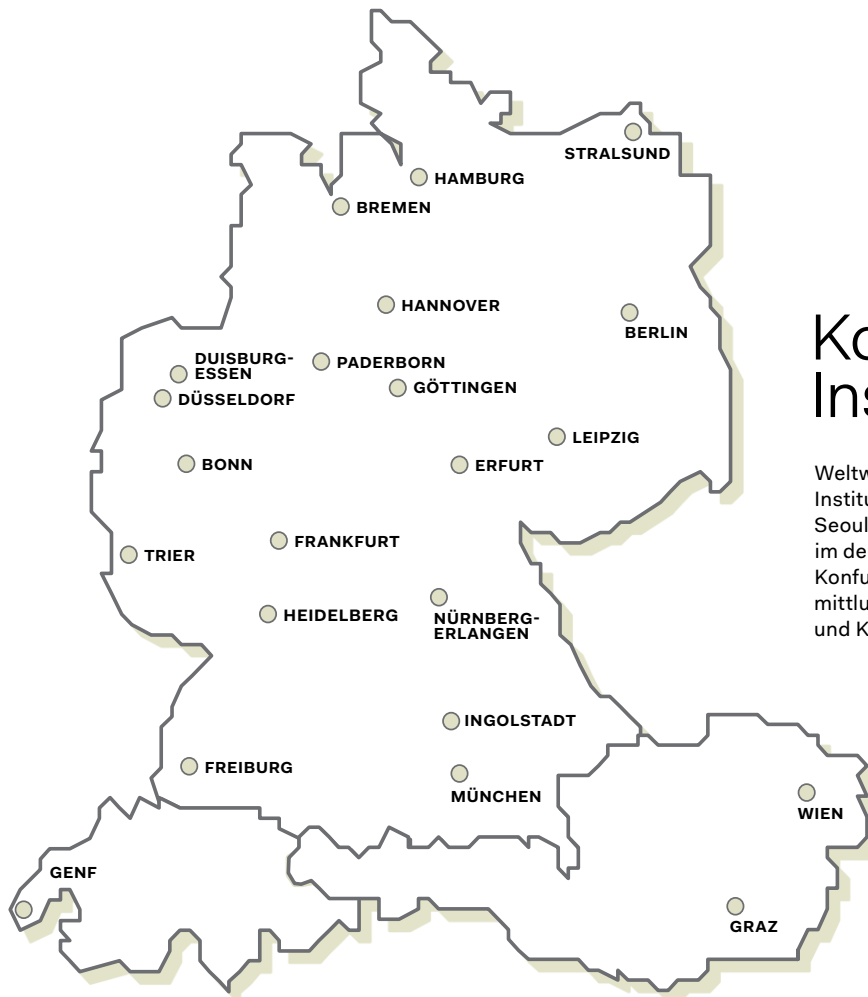 STRALSUND
HAMBURG
BREMEN
HANNOVER
BERLIN
DUISBURG-
ESSEN
PADERBORN
GÖTTINGEN
DÜSSELDORF
LEIPZIG
BONN
ERFURT
FRANKFURT
TRIER
HEIDELBERG
NÜRNBERG-
ERLANGEN
INGOLSTADT
FREIBURG
MÜNCHEN
WIEN
GENF
GRAZ
Ko
Ins
Weltw
Institu
Seoul
im de
Konfu
mittlu
und K